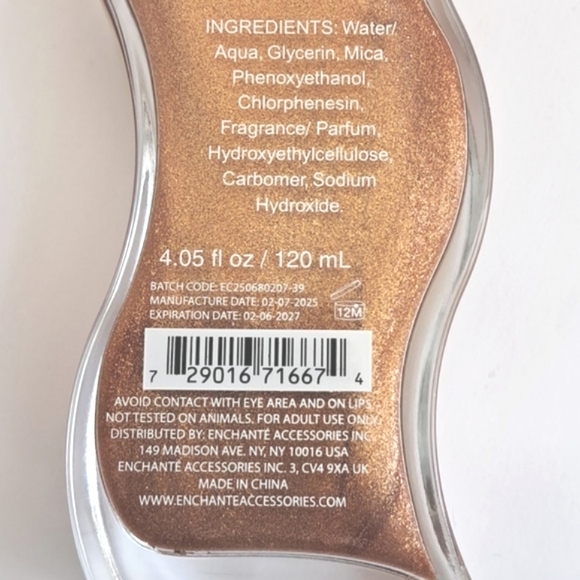 INGREDIENTS: Water/
Aqua, Glycerin, Mica,
Phenoxyethanol,
Chlorphenesin,
Fragrance/ Parfum,
Hydroxyethylcellulose,
Carbomer, Sodium
Hydroxide.
4.05 fl oz / 120 mL
BATCH CODE: EC250680207-39
MANUFACTURE DATE: 02-07-2025
EXPIRATION DATE: 02-06-2027
12M
7 29016 71667 4
AVOID CONTACT WITH EYE AREA AND ON LIPS.
NOT TESTED ON ANIMALS. FOR ADULT USE ONLY.
DISTRIBUTED BY: ENCHANTÉ ACCESSORIES INC.
149 MADISON AVE. NY, NY 10016 USA
ENCHANTÉ ACCESSORIES INC. 3, CV4 9XA UK
MADE IN CHINA
WWW.ENCHANTEACCESSORIES.COM